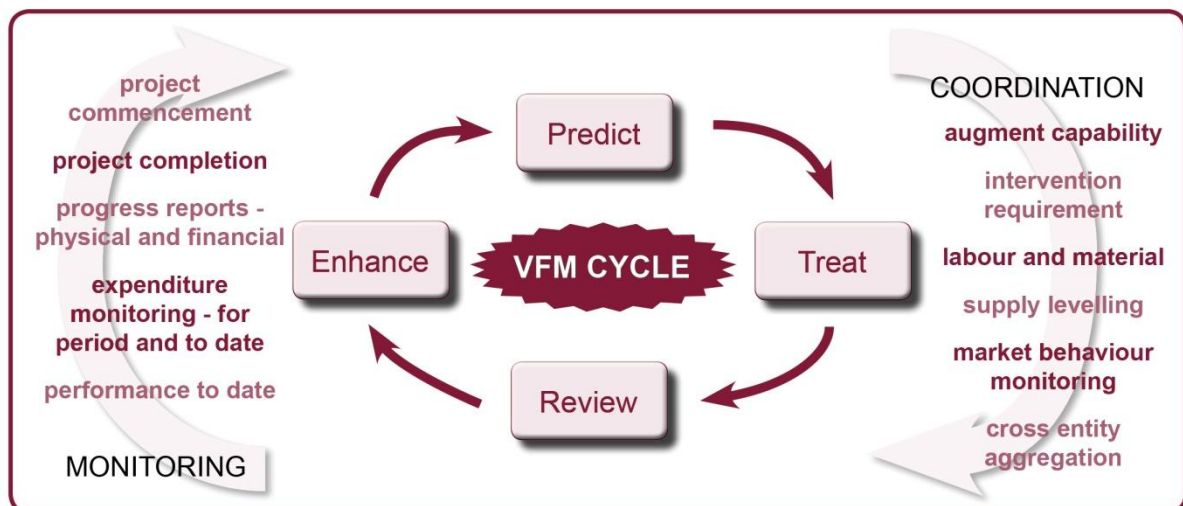 project
commencement
project completion
progress reports -
physical and financial
expenditure
monitoring - for
period and to date
performance to date
MONITORING
Predict
Enhance
VFM CYCLE
Treat
Review
COORDINATION
augment capability
intervention
requirement
labour and material
supply levelling
market behaviour
monitoring
cross entity
aggregation